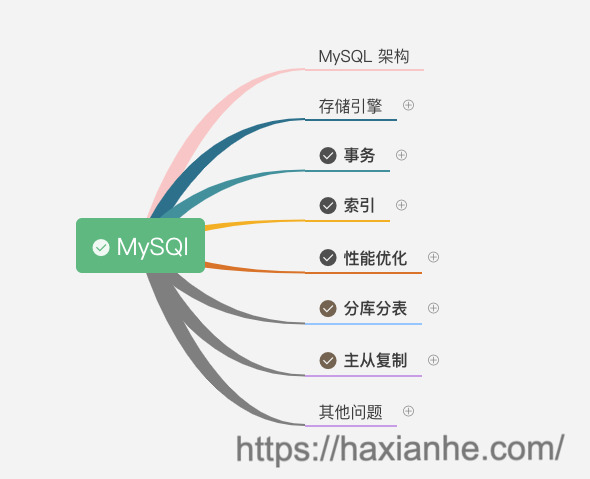 MySQL 架构
存储引擎
事务
索引
MySQl
性能优化
分库分表
主从复制
其他问题
https://haxianhe.com/